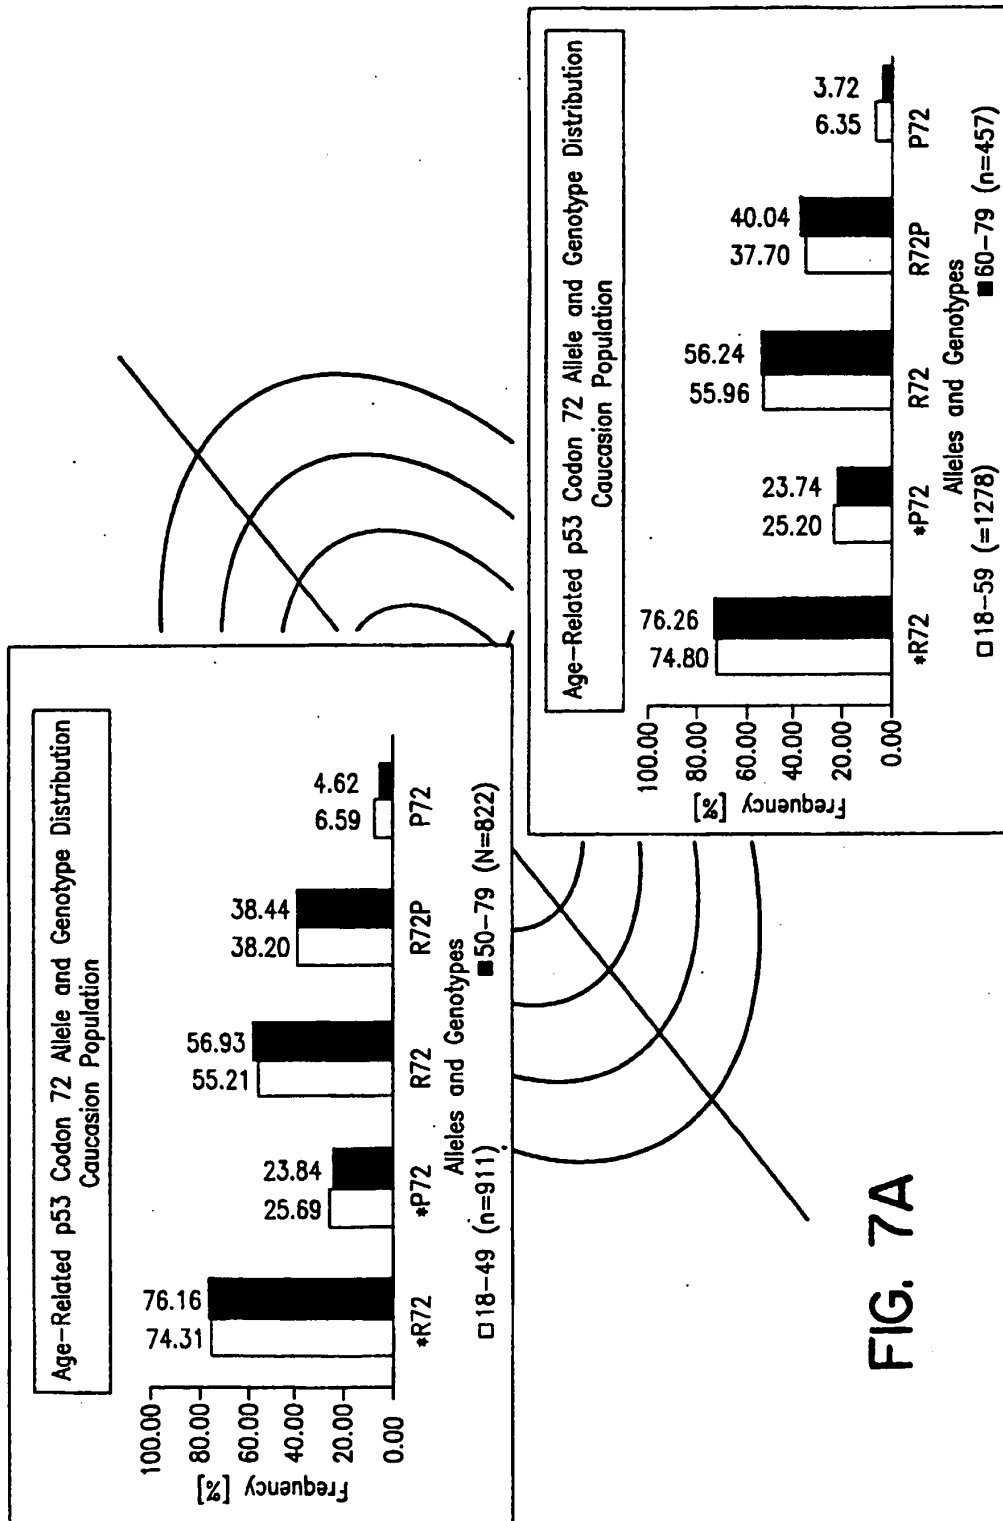 Age-Related p53 Codon 72 Allele and Genotype Distribution
Caucasion Population
Frequency [%]
100.00
80.00
60.00
40.00
20.00
0.00
74.31
76.16
25.69
23.84
55.21
56.93
38.20
38.44
6.59
4.62
*R72
*P72
R72
R72P
P72
Alleles and Genotypes
□18-49 (n=911)
■50-79 (N=822)
Age-Related p53 Codon 72 Allele and Genotype Distribution
Caucasion Population
Frequency [%]
100.00
80.00
60.00
40.00
20.00
0.00
74.80
76.26
25.20
23.74
55.96
56.24
37.70
40.04
6.35
3.72
*R72
*P72
R72
R72P
P72
Alleles and Genotypes
□18-59 (=1278)
■60-79 (n=457)
FIG. 7A